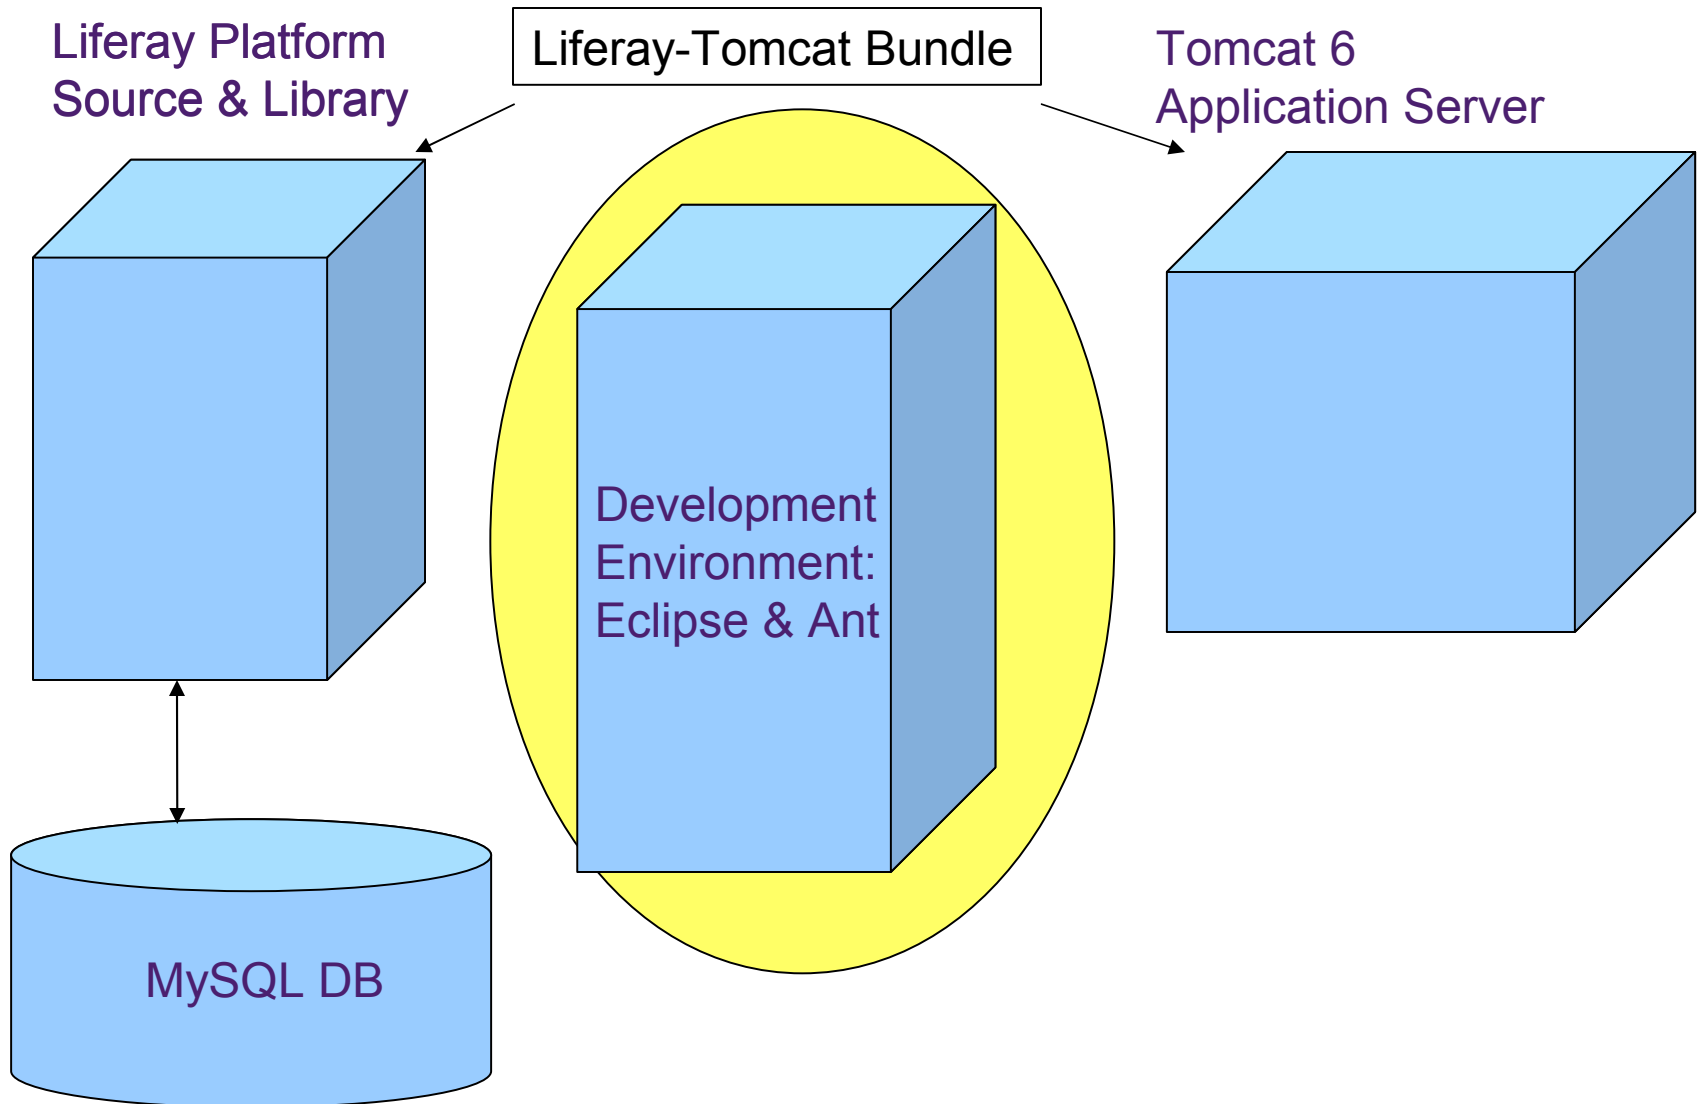 Liferay Platform
Source & Library
Liferay-Tomcat Bundle
Tomcat 6
Application Server
Development
Environment:
Eclipse & Ant
MySQL DB